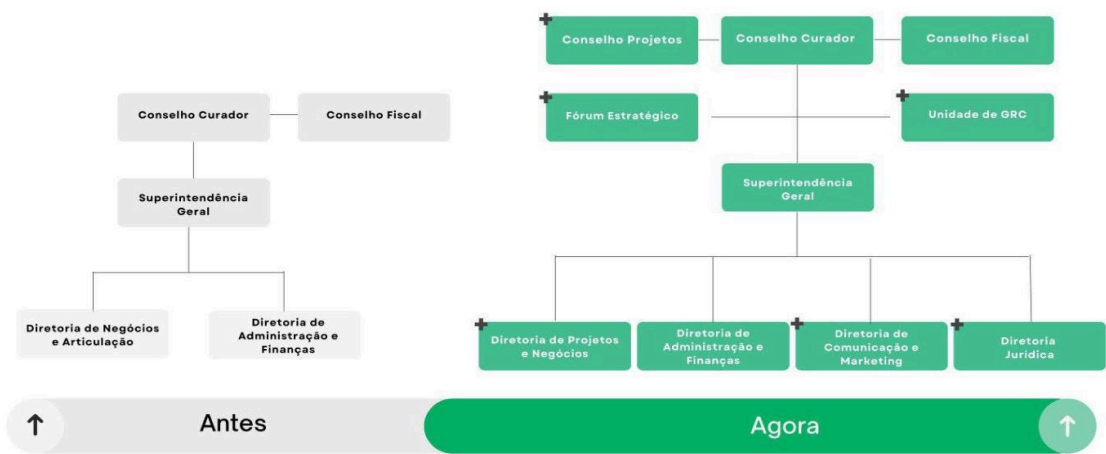 Conselho Curador
Conselho Fiscal
Superintendência
Geral
Diretoria de Negócios
e Articulação
Diretoria de
Administração e
Finanças
Antes
Conselho Projetos
Conselho Curador
Conselho Fiscal
Fórum Estratégico
Unidade de GRC
Superintendência
Geral
Diretoria de Projetos
e Negócios
Diretoria de
Administração e
Finanças
Diretoria de
Comunicação e
Marketing
Diretoria
Jurídica
Agora